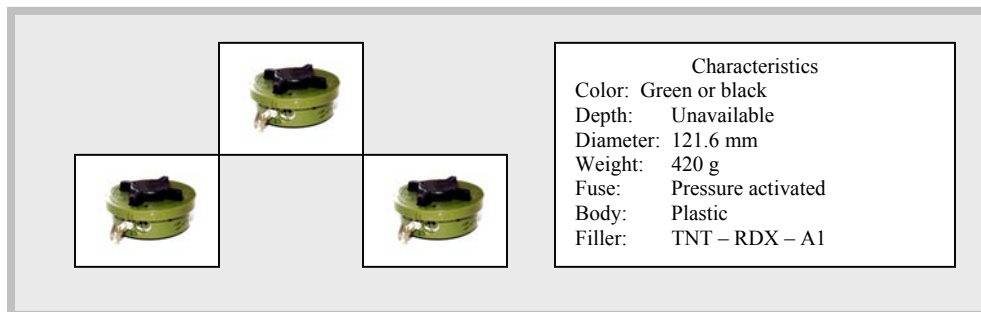 Characteristics
Color: Green or black
Depth: Unavailable
Diameter: 121.6 mm
Weight: 420 g
Fuse: Pressure activated
Body: Plastic
Filler: TNT – RDX – A1